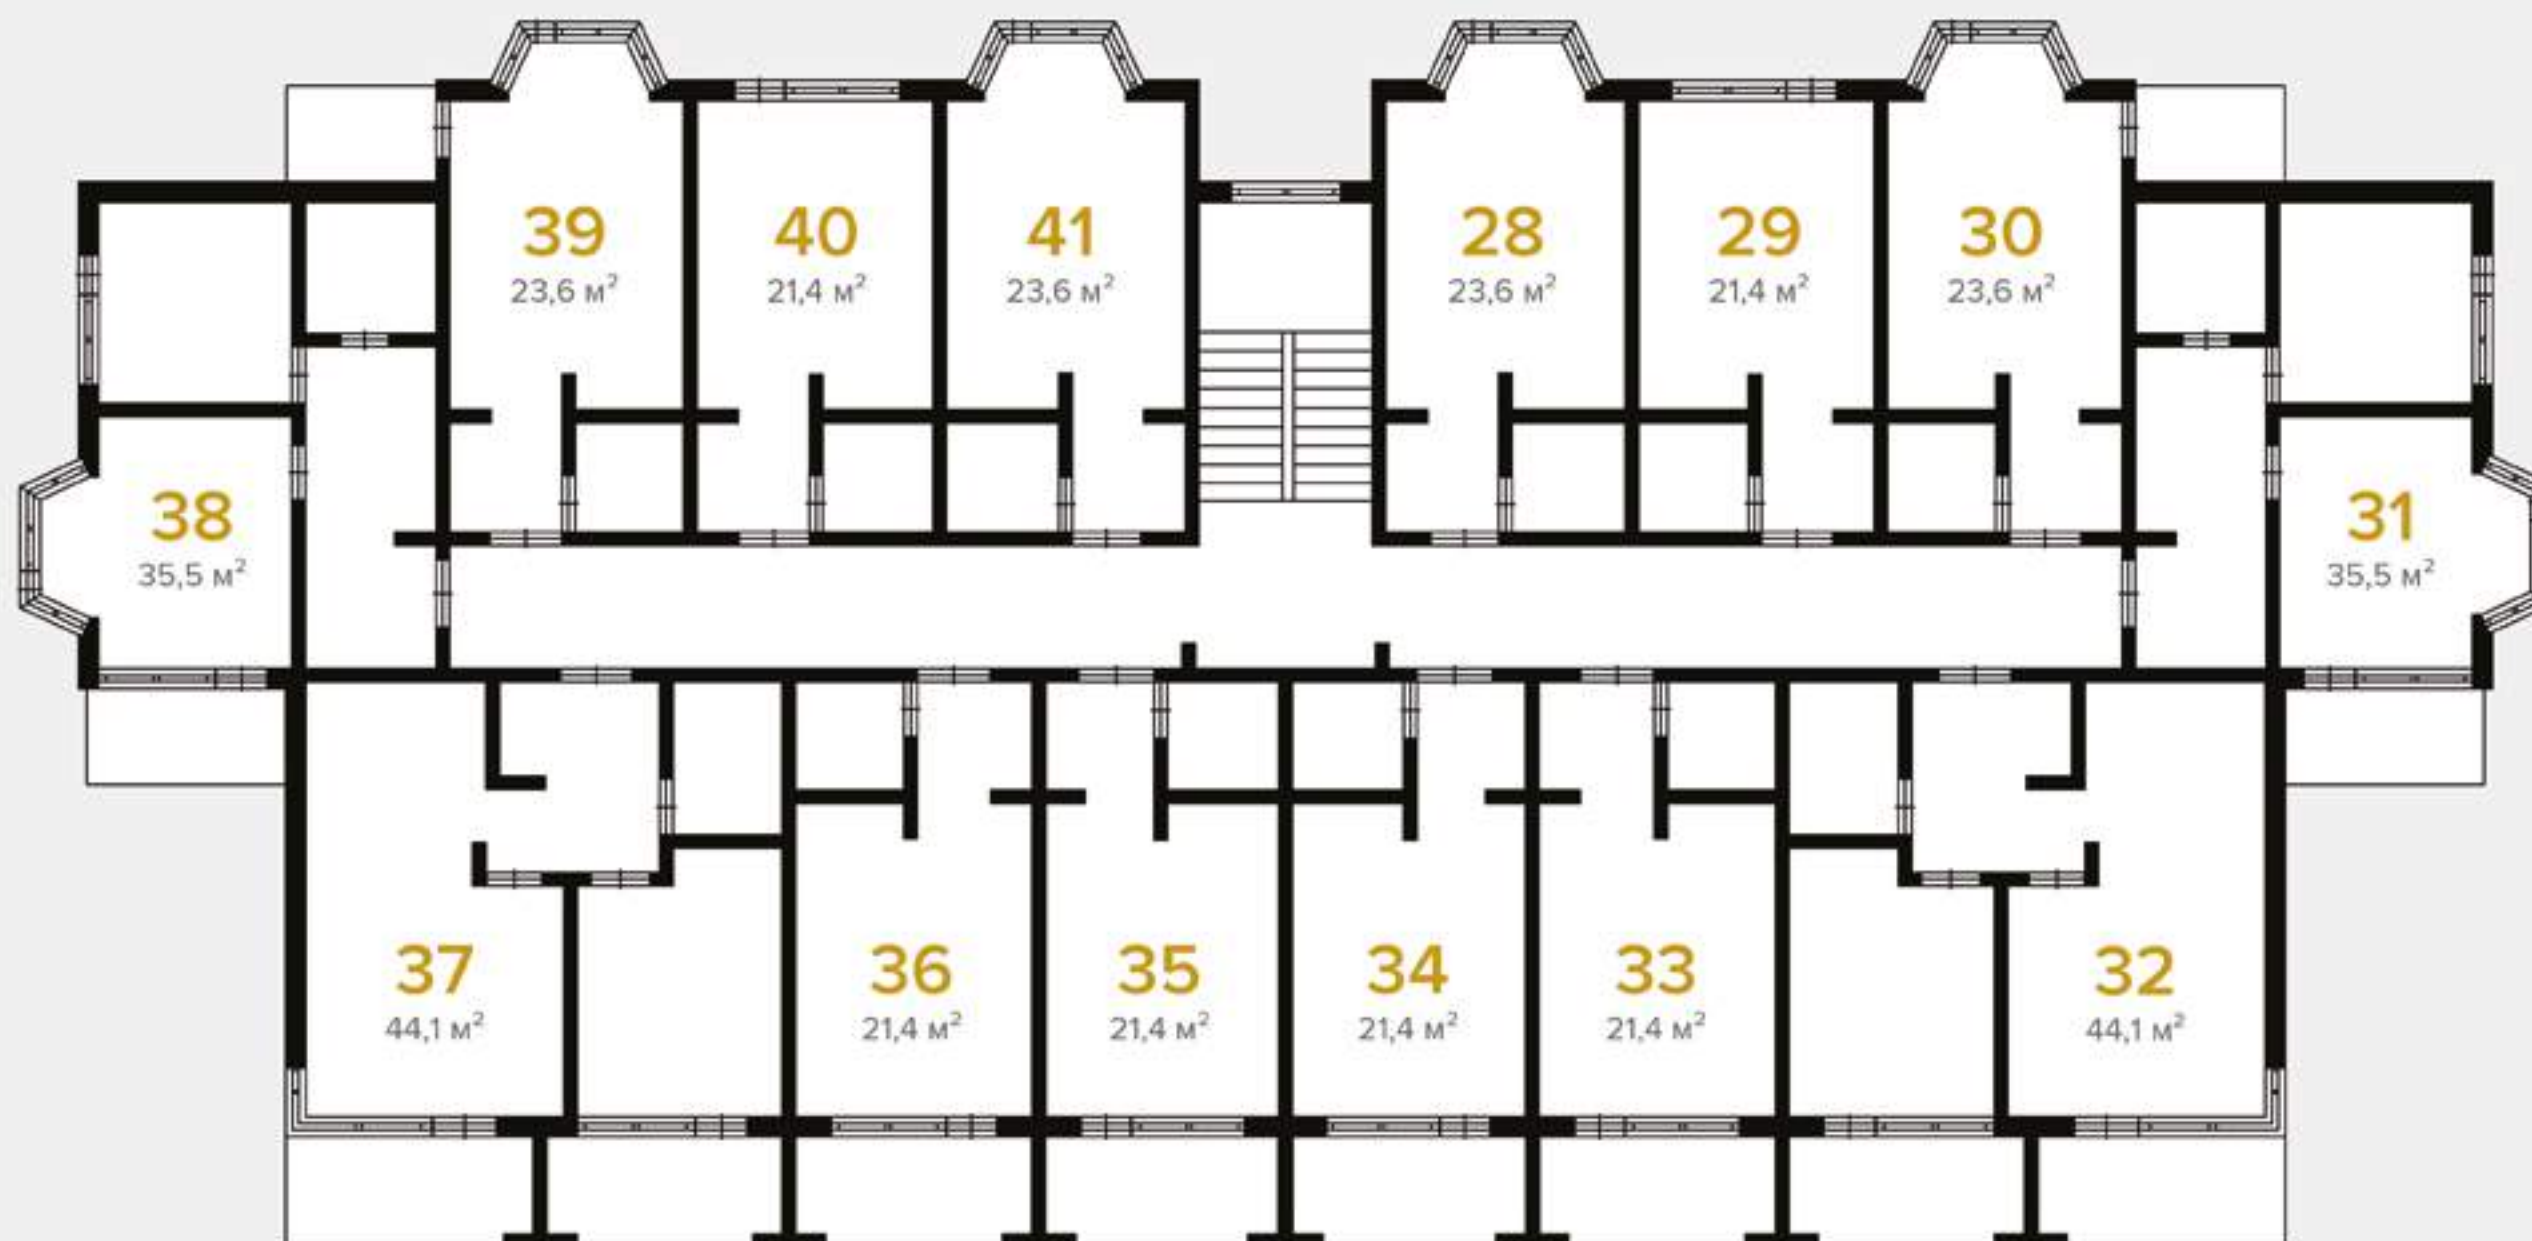 39
23,6 м²
40
21,4 м²
41
23,6 м²
28
23,6 м²
29
21,4 м²
30
23,6 м²
38
35,5 м²
31
35,5 м²
37
44,1 м²
36
21,4 м²
35
21,4 м²
34
21,4 м²
33
21,4 м²
32
44,1 м²